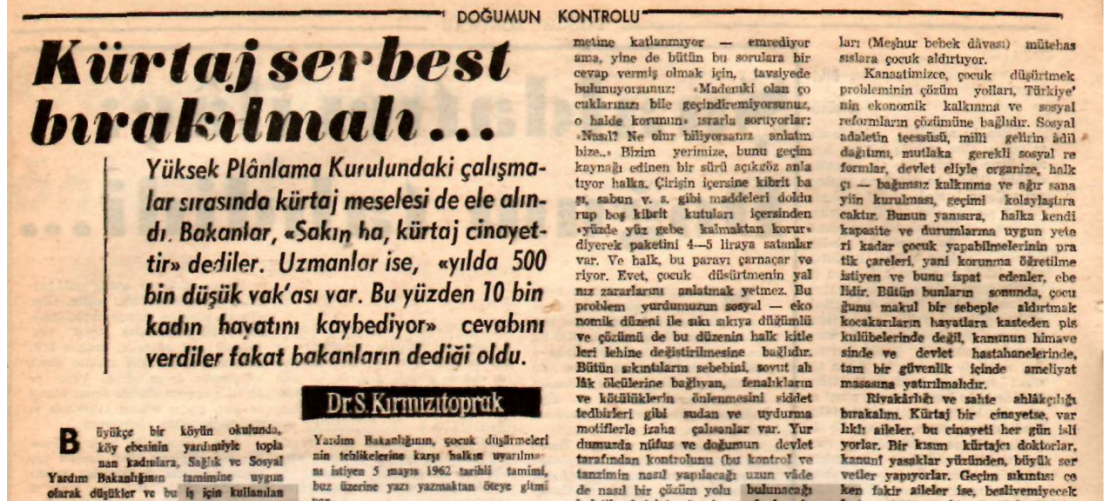 DOĞUMUN KONTROLU
Kürtaj serbest
bırakılmalı...
Yüksek Plânlama Kurulundaki çalışma-
lar sırasında kürtaj meselesi de ele alın-
dı. Bakanlar, «Sakın ha, kürtaj cinayet-
tir» dediler. Uzmanlar ise, «yılda 500
bin düşük vak'ası var. Bu yüzden 10 bin
kadın hayatını kaybediyor» cevabını
verdiler fakat bakanların dediği oldu.
Dr.S.Kırmızıtoprak
Büyükçe bir köyün okulunda,
köy ebesinin yardımiyle topla
nan kadınlara, Sağlık ve Sosyal
Yardım Bakanlığının tamimine uygun
olarak düşükler ve bu iş için kullanılan
Yardım Bakanlığının, çocuk düşürmeleri
nin tehlikelerine karşı halkın uyarılma
sı istiyen 5 mayıs 1962 tarihli tamimi,
buz üzerine yazı yazmaktan öteye gitmi
metine katlanmıyor — emrediyor
ama, yine de bütün bu sorulara bir
cevap vermiş olmak için, tavsiyede
bulunuyorsunuz: «Mademki olan ço
cuklarınızı bile geçindiremiyorsunuz,
o halde korunun» ısrarla soruyorlar:
«Nasıl? Ne olur biliyorsanız anlatın
bize..» Bizim yerimize, bunu geçim
kaynağı edinen bir sürü açıkgöz anla
tıyor halka. Çirişin içersine kibrit ba
şı, sabun v. s. gibi maddeleri doldu
rup boş kibrit kutuları içersinden
«yüzde yüz gebe kalmaktan korur»
diyerek paketini 4—5 liraya satanlar
var. Ve halk, bu parayı çarnaçar ve
riyor. Evet, çocuk düşürtmenin yal
nız zararlarını anlatmak yetmez. Bu
problem yurdumuzun sosyal — eko
nomik düzeni ile sıkı sıkıya düğümlü
ve çözümü de bu düzenin halk kitle
leri lehine değiştirilmesine bağlıdır.
Bütün sıkıntıların sebebini, soyut ah
lâk ölçülerine bağlıyan, fenalıkların
ve kötülüklerin önlenmesini şiddet
tedbirleri gibi sudan ve uydurma
motiflerle izaha çalışanlar var. Yur
dumuzda nüfus ve doğumun devlet
tarafından kontrolunu (bu kontrol ve
tanzimin nasıl yapılacağı uzun vâde
de nasıl bir çözüm yolu bulunacağı
ları (Meşhur bebek dâvası) mütehas
sıslara çocuk aldırtıyor.
Kanaatimizce, çocuk düşürtmek
probleminin çözüm yolları, Türkiye'
nin ekonomik kalkınma ve sosyal
reformların çözümüne bağlıdır. Sosyal
adaletin teessüsü, milli gelirin âdil
dağıtımı, mutlaka gerekli sosyal re
formlar, devlet eliyle organize, halk
çı — bağımsız kalkınma ve ağır sana
yiin kurulması, geçimi kolaylaştıra
caktır. Bunun yanısıra, halka kendi
kapasite ve durumlarına uygun yete
ri kadar çocuk yapabilmelerinin pra
tik çareleri, yani korunma öğretilme
istiyen ve bunu ispat edenler, ebe
lidir. Bütün bunların sonunda, çocu
ğunu makul bir sebeple aldırtmak
kocakarıların hayatlara kasteden pis
kulübelerinde değil, kanunun himaye
sinde ve devlet hastahanelerinde,
tam bir güvenlik içinde ameliyat
masasına yatırılmalıdır.
Riyakârlığı ve sahte ahlâkçılığı
bırakalım. Kürtaj bir cinayetse, var
lıklı aileler, bu cinayeti her gün işli
yorlar. Bir kısım kürtajcı doktorlar,
kanuni yasaklar yüzünden, büyük ser
vetler yapıyorlar. Geçim sıkıntısı çe
ken fakir aileler ise, besliyemiyecek